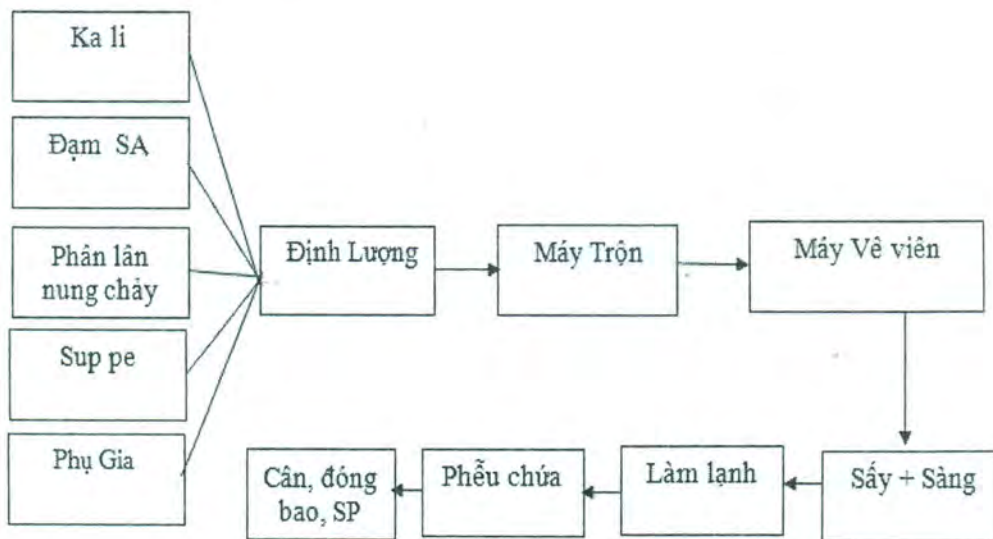 Ka li
Đạm SA
Phân lân
nung chảy
Sup pe
Phụ Gia
Định Lượng
Máy Trộn
Máy Vê viên
Sấy + Sàng
Làm lạnh
Phễu chứa
Cân, đóng
bao, SP